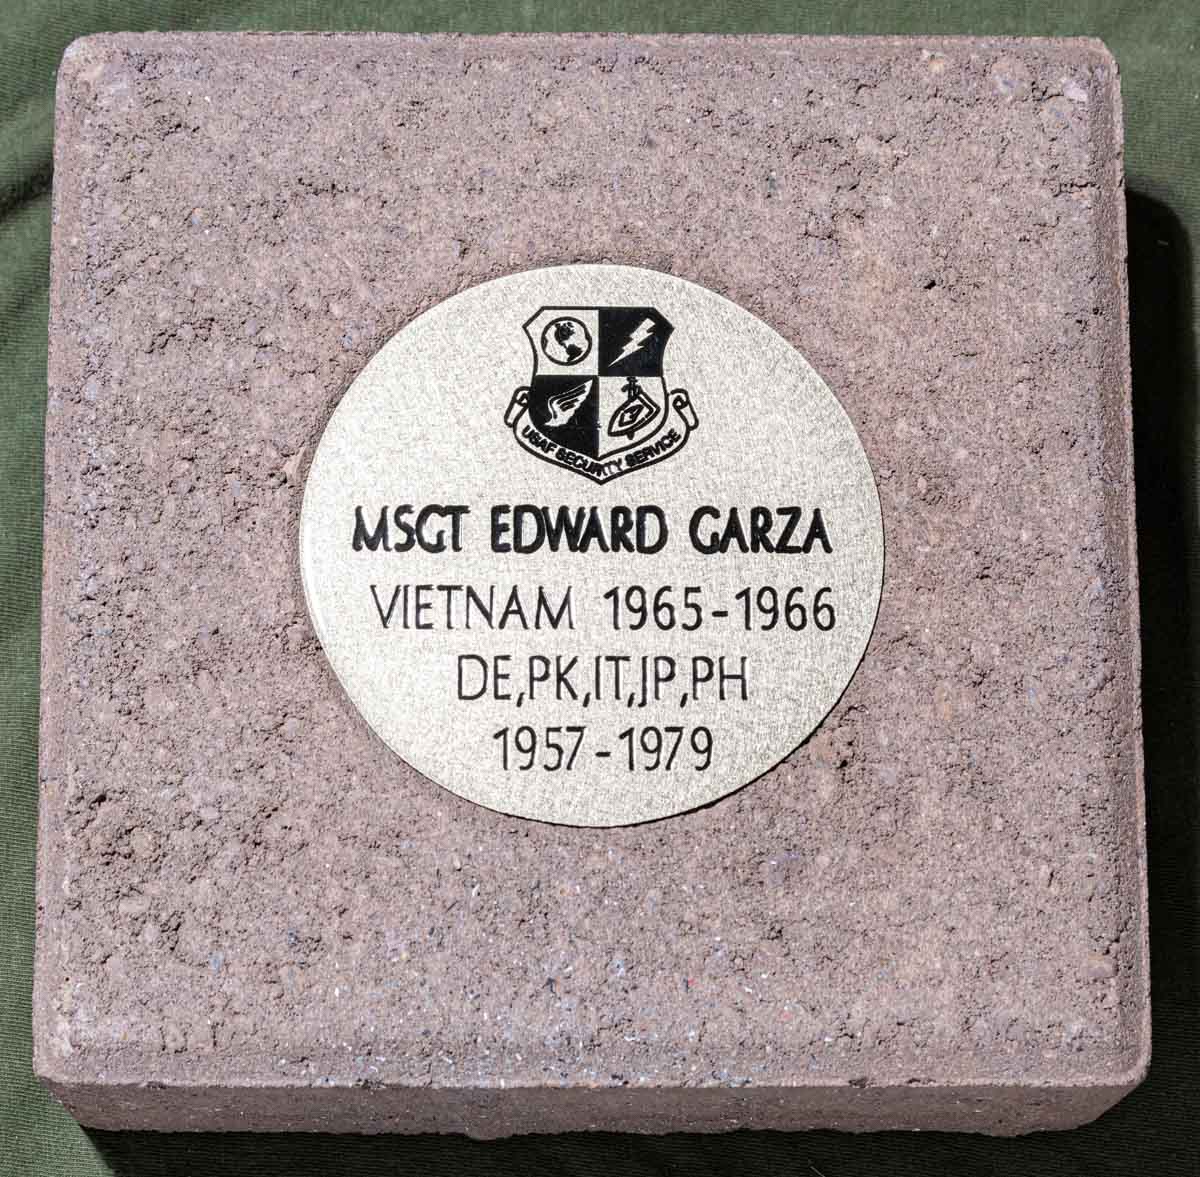 USAF SECURITY SERVICE
MSGT EDWARD GARZA
VIETNAM 1965-1966
DE,PK,IT,JP,PH
1957-1979